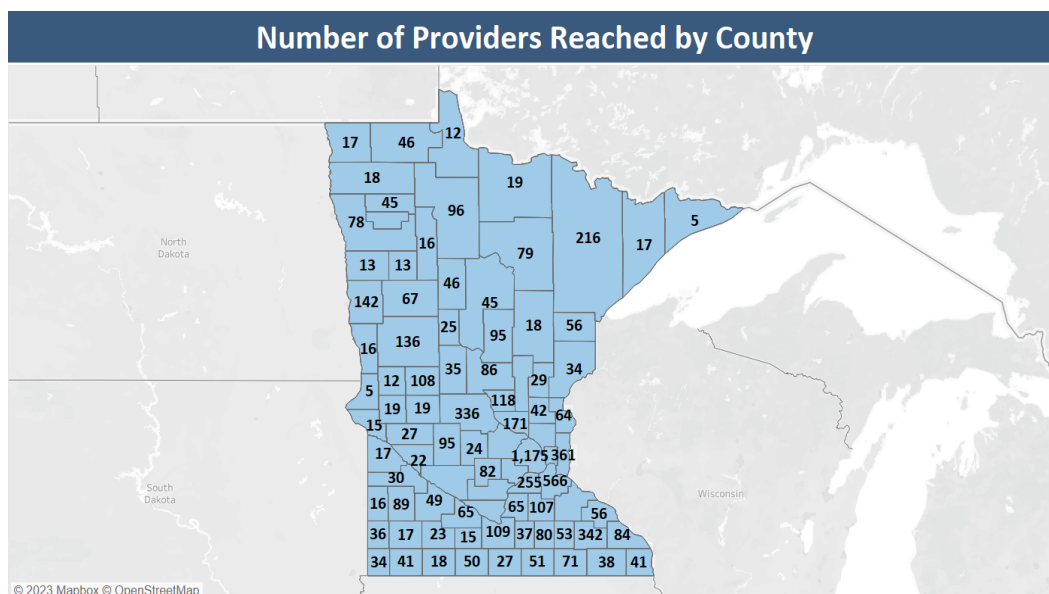 Number of Providers Reached by County
12
17 46
19
18
45
96
5
78
216
16
17
North
Dakota
79
13 13
46
142 67
45
18 56
25
95
136
16
35 86 34
29
12 108
5
118
19 19 42
336 64
15 171
27
95
17 24
1,175 361
22
82
30 255 566
South
Dakota
Wisconsin
49
16 89 65 107
65 56
36 17 23 15 109 37 80 53 342 84
34 41 18 50 27 51 71 38 41
© 2023 Mapbox © OpenStreetMap